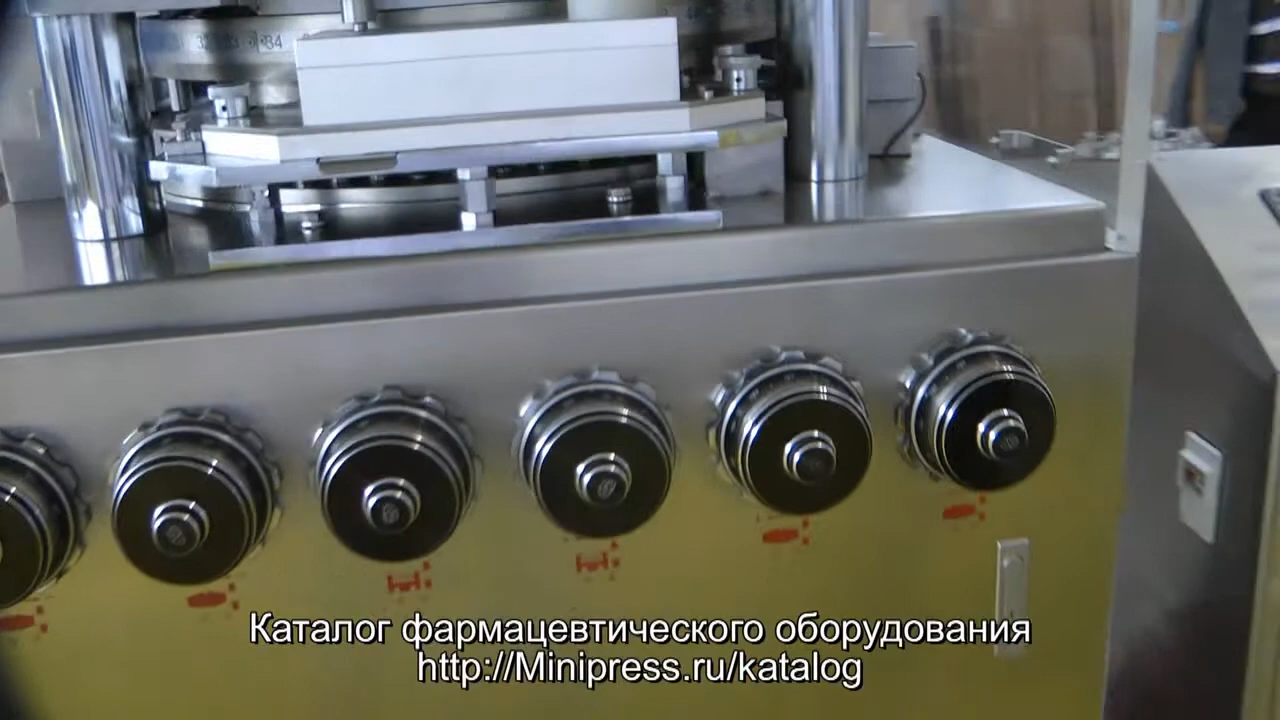 Каталог фармацевтического оборудования
http://Minipress.ru/katalog